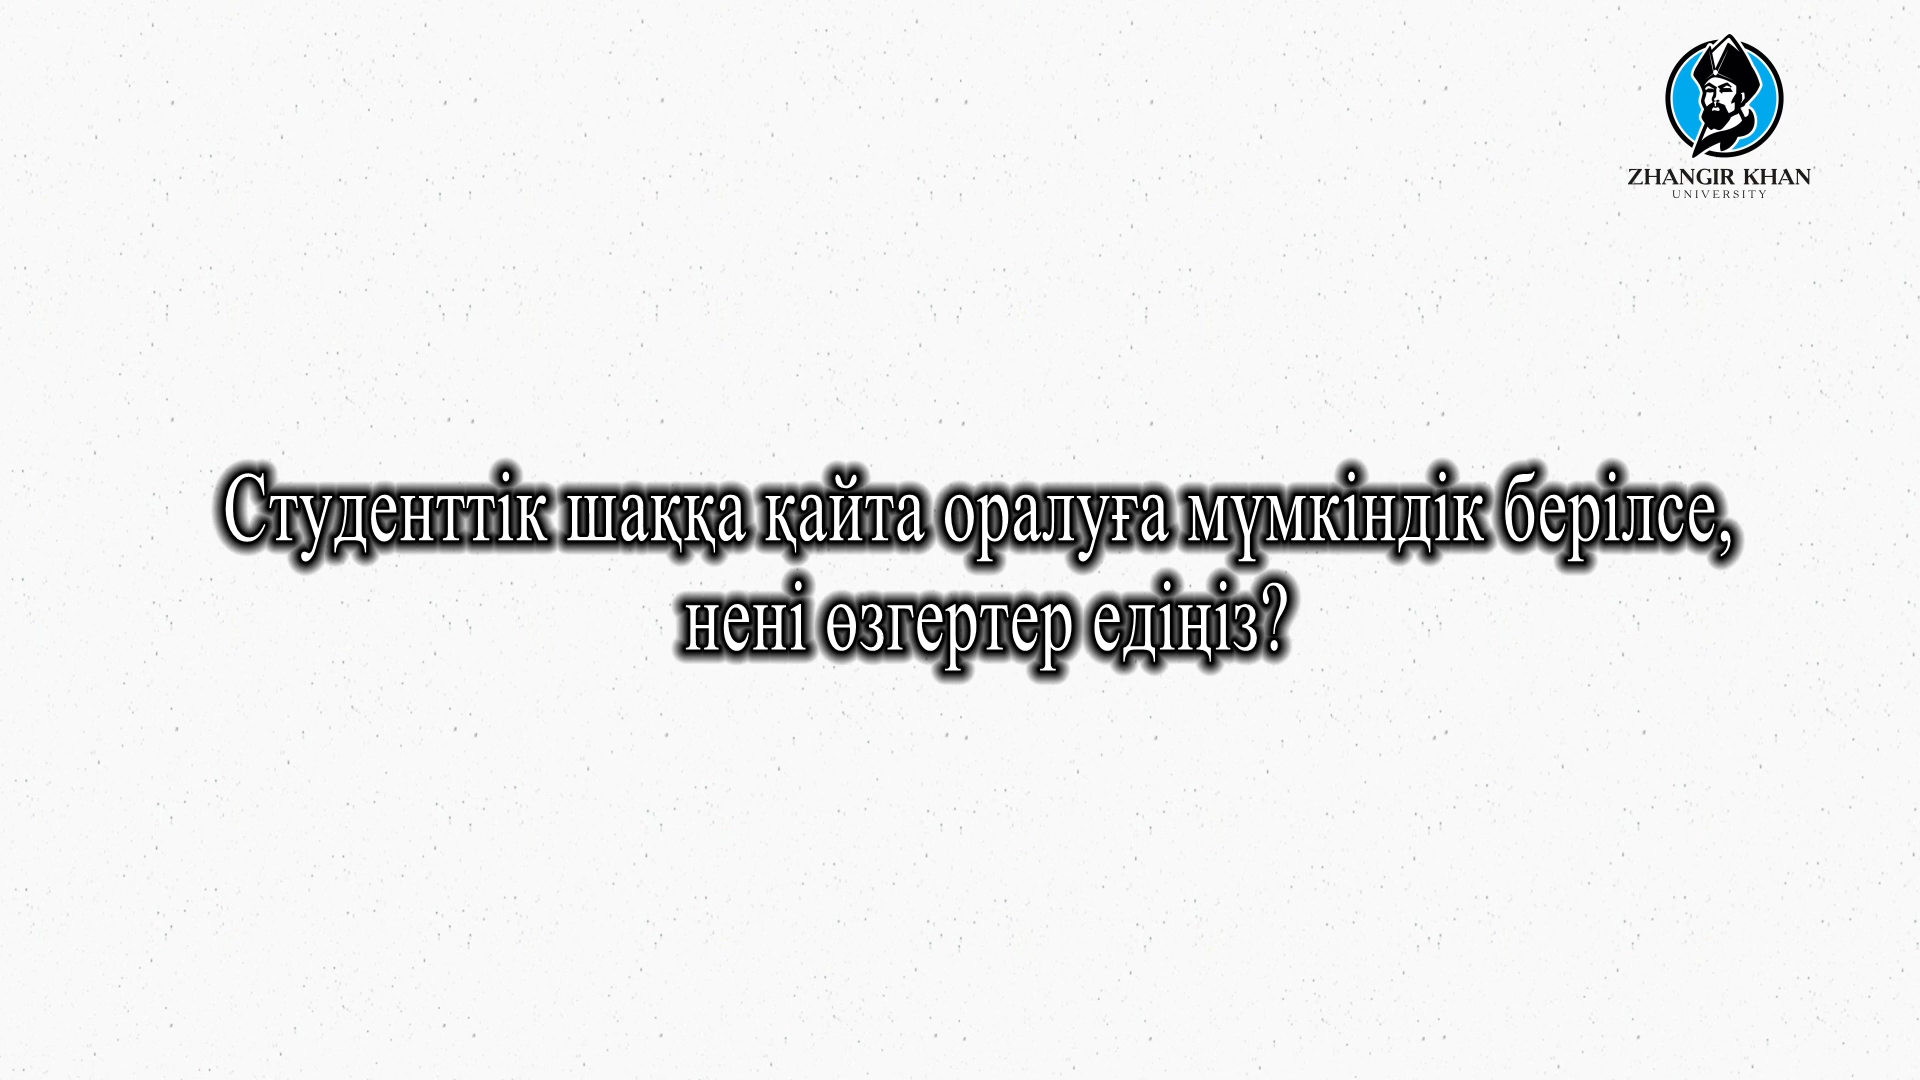 ZHANGIR KHAN
UNIVERSITY
Студенттік шаққа қайта оралуға мүмкіндік берілсе,
нені өзгертер едіңіз?